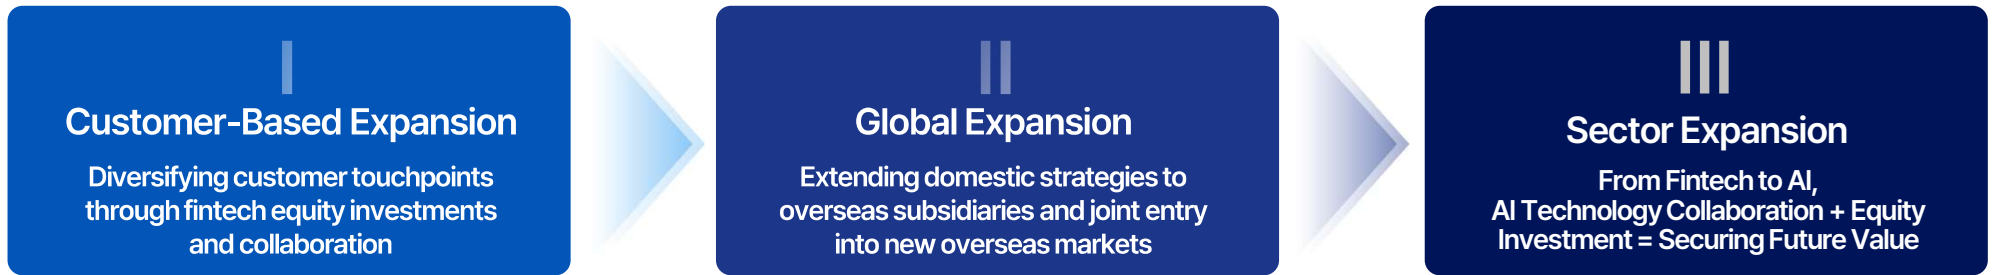 I
Customer-Based Expansion
Diversifying customer touchpoints
through fintech equity investments
and collaboration
II
Global Expansion
Extending domestic strategies to
overseas subsidiaries and joint entry
into new overseas markets
III
Sector Expansion
From Fintech to AI,
AI Technology Collaboration + Equity
Investment = Securing Future Value